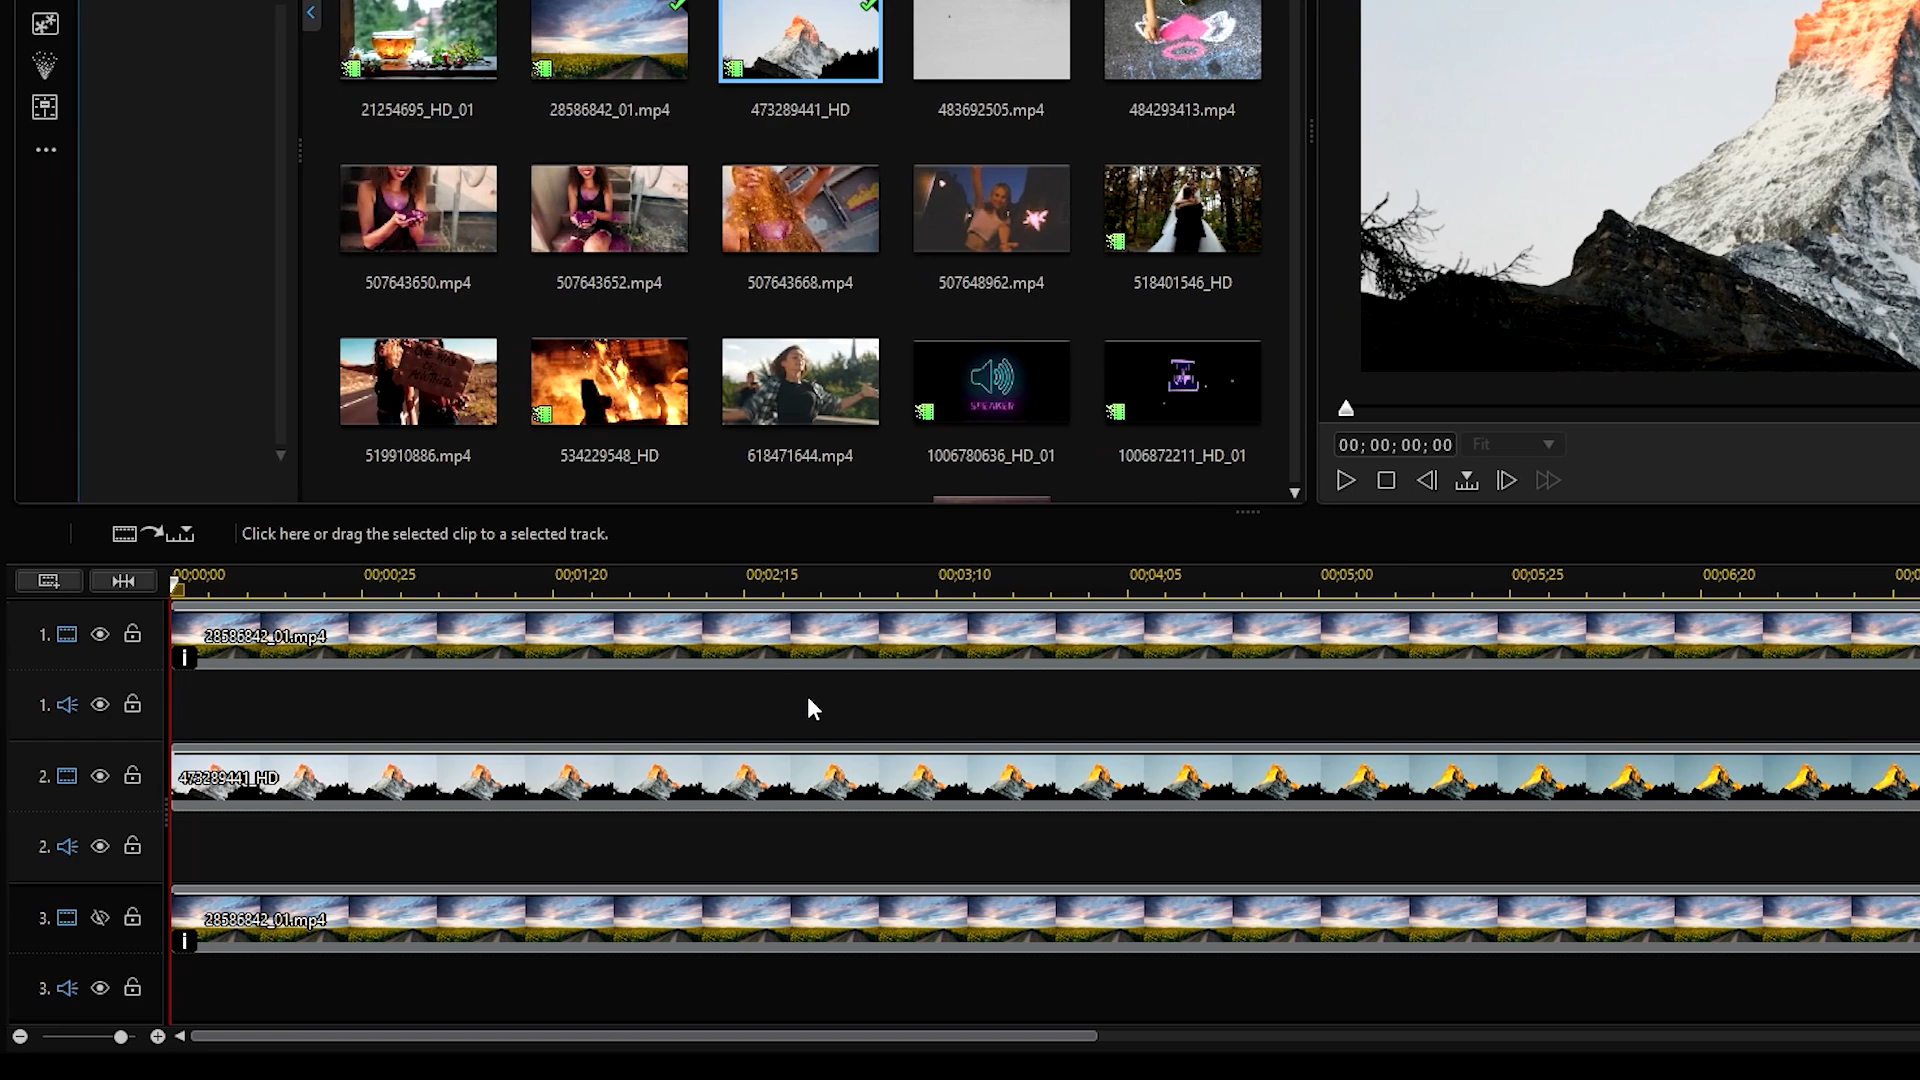 21254695_HD_01
28586842_01.mp4
473289441_HD
483692505.mp4
484293413.mp4
507643650.mp4
507643652.mp4
507643668.mp4
507648962.mp4
518401546_HD
SPEAKER
519910886.mp4
534229548_HD
618471644.mp4
1006780636_HD_01
1006872211_HD_01
00;00;00;00
Fit
Click here or drag the selected clip to a selected track.
00;00;00
00;00;25
00;01;20
00;02;15
00;03;10
00;04;05
00;05;00
00;05;25
00;06;20
1.
28586842_01.mp4
i
1.
2.
473289441_HD
2.
3.
28586842_01.mp4
i
3.